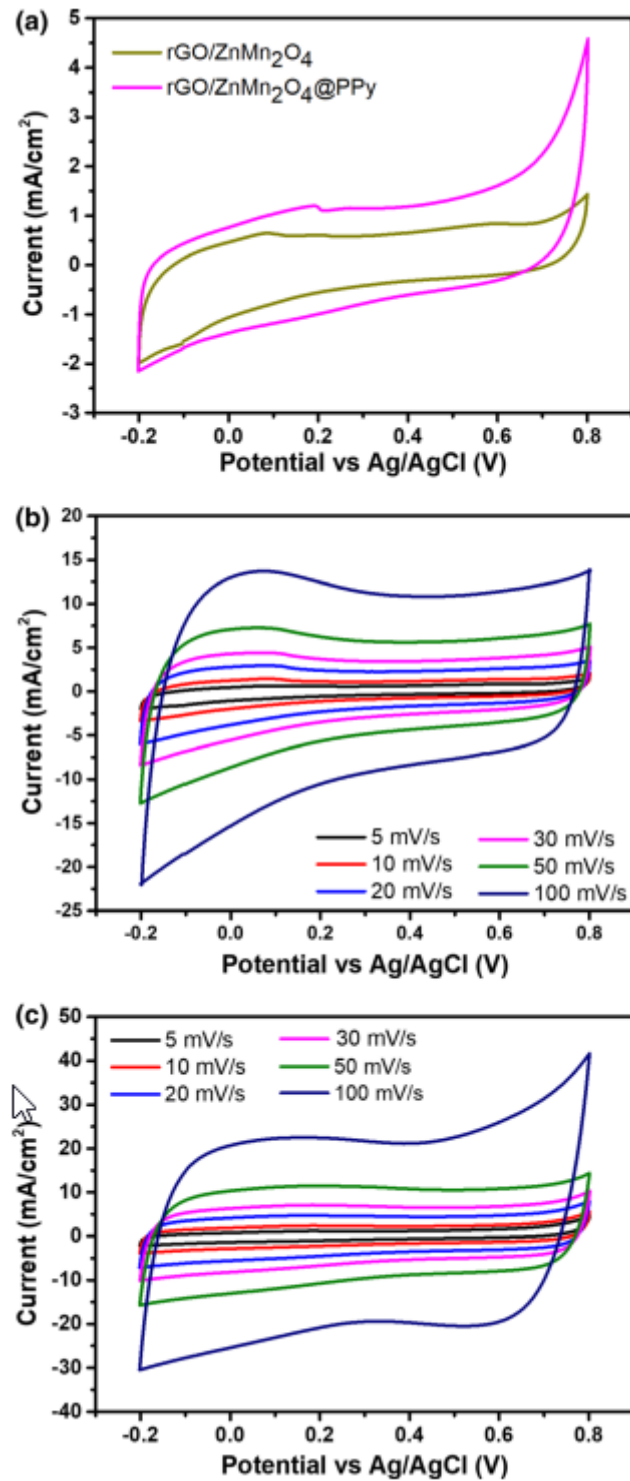 (a)
rGO/ZnMn₂O₄
rGO/ZnMn₂O₄@PPy
5
4
3
2
1
0
-1
-2
-3
Current (mA/cm²)
-0.2 0.0 0.2 0.4 0.6 0.8
Potential vs Ag/AgCl (V)
(b)
20
15
10
5
0
-5
-10
-15
-20
-25
Current (mA/cm²)
5 mV/s 30 mV/s
10 mV/s 50 mV/s
20 mV/s 100 mV/s
-0.2 0.0 0.2 0.4 0.6 0.8
Potential vs Ag/AgCl (V)
(c)
50
40
30
20
10
0
-10
-20
-30
-40
Current (mA/cm²)
5 mV/s 30 mV/s
10 mV/s 50 mV/s
20 mV/s 100 mV/s
-0.2 0.0 0.2 0.4 0.6 0.8
Potential vs Ag/AgCl (V)